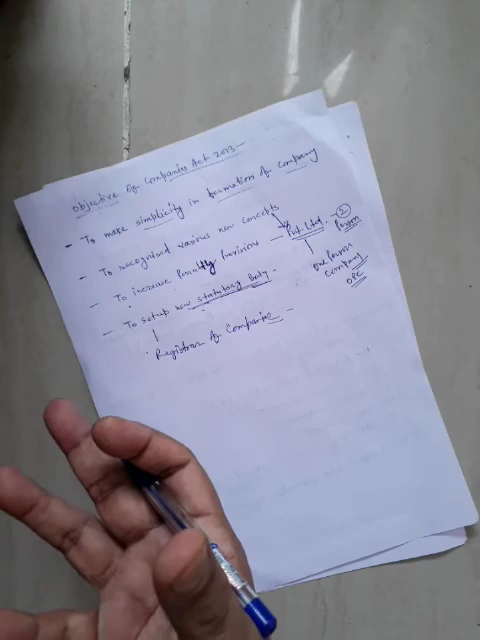 Objective of Companies Act 2013 -
- To make simplicity in formation of Company
- To recognised various new concepts
Pvt Ltd. - 2 Person
one Person
Company
OPC
- To increase Penalty Provisions -
- To setup new statutory Body -
Registrar of Companies -